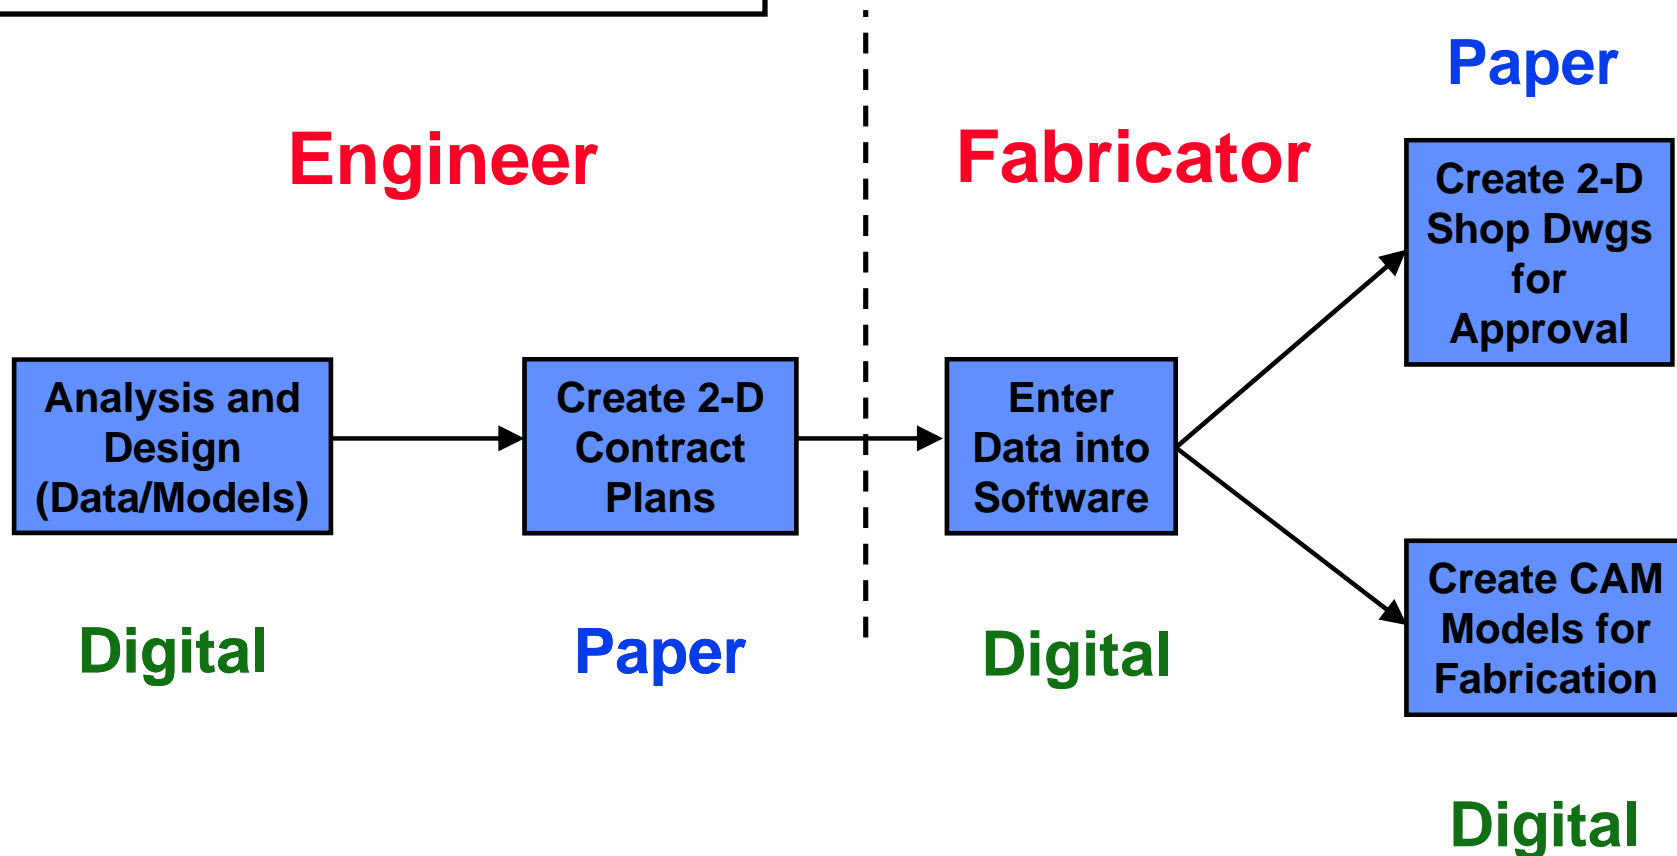 Engineer
Analysis and
Design
(Data/Models)
Digital
Create 2-D
Contract
Plans
Paper
Fabricator
Enter
Data into
Software
Digital
Paper
Create 2-D
Shop Dwgs
for
Approval
Create CAM
Models for
Fabrication
Digital